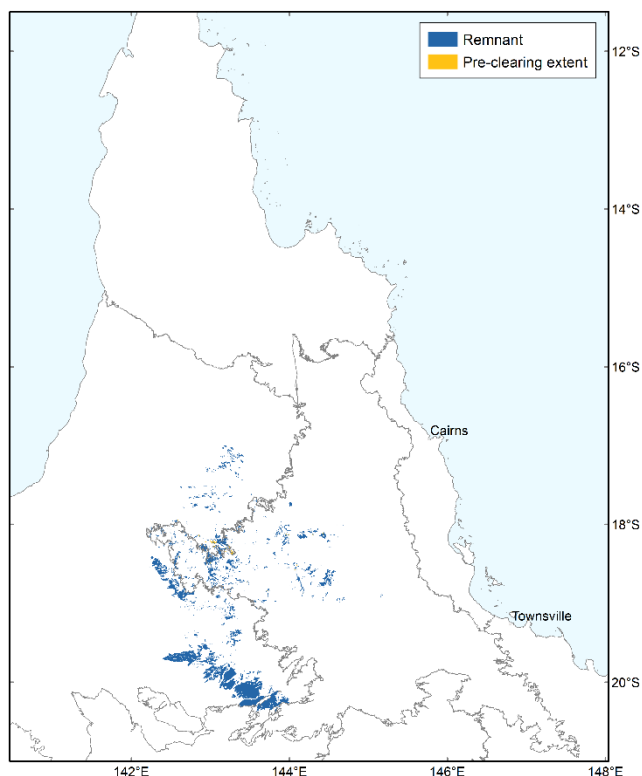 Remnant
Pre-clearing extent
12°S
14°S
16°S
Cairns
18°S
Townsville
20°S
142°E
144°E
146°E
148°E